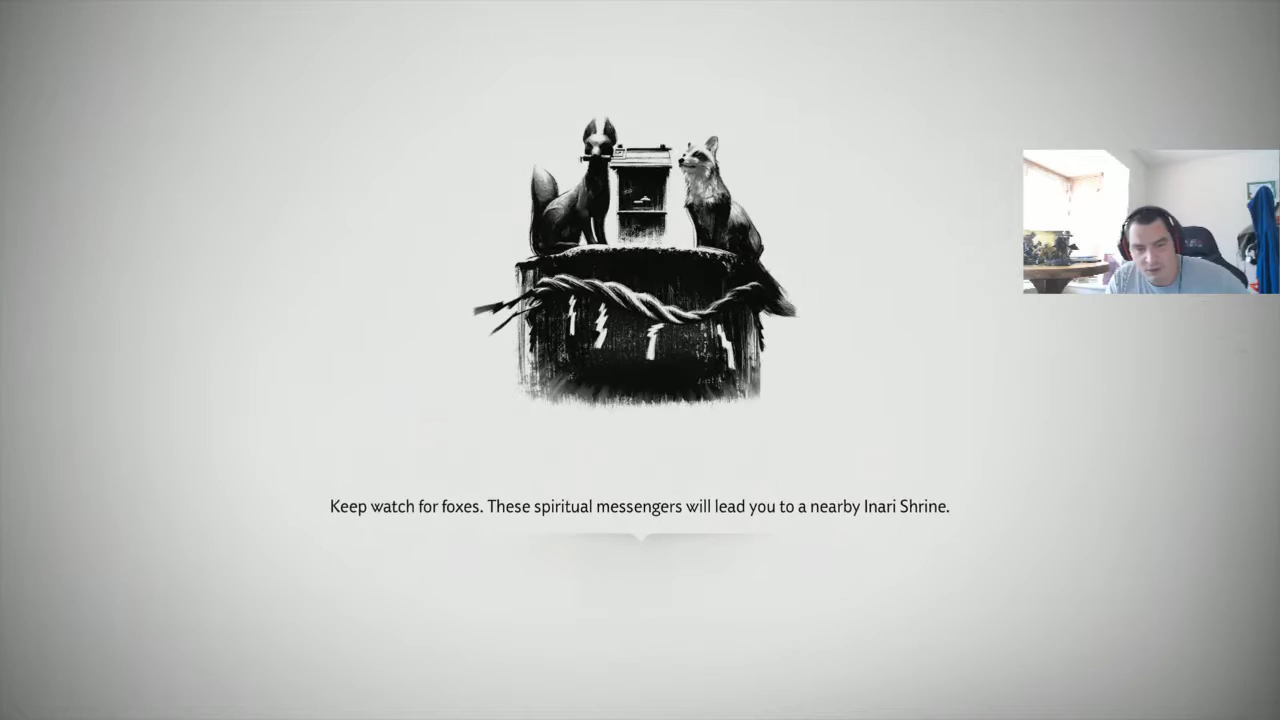 Keep watch for foxes. These spiritual messengers will lead you to a nearby Inari Shrine.